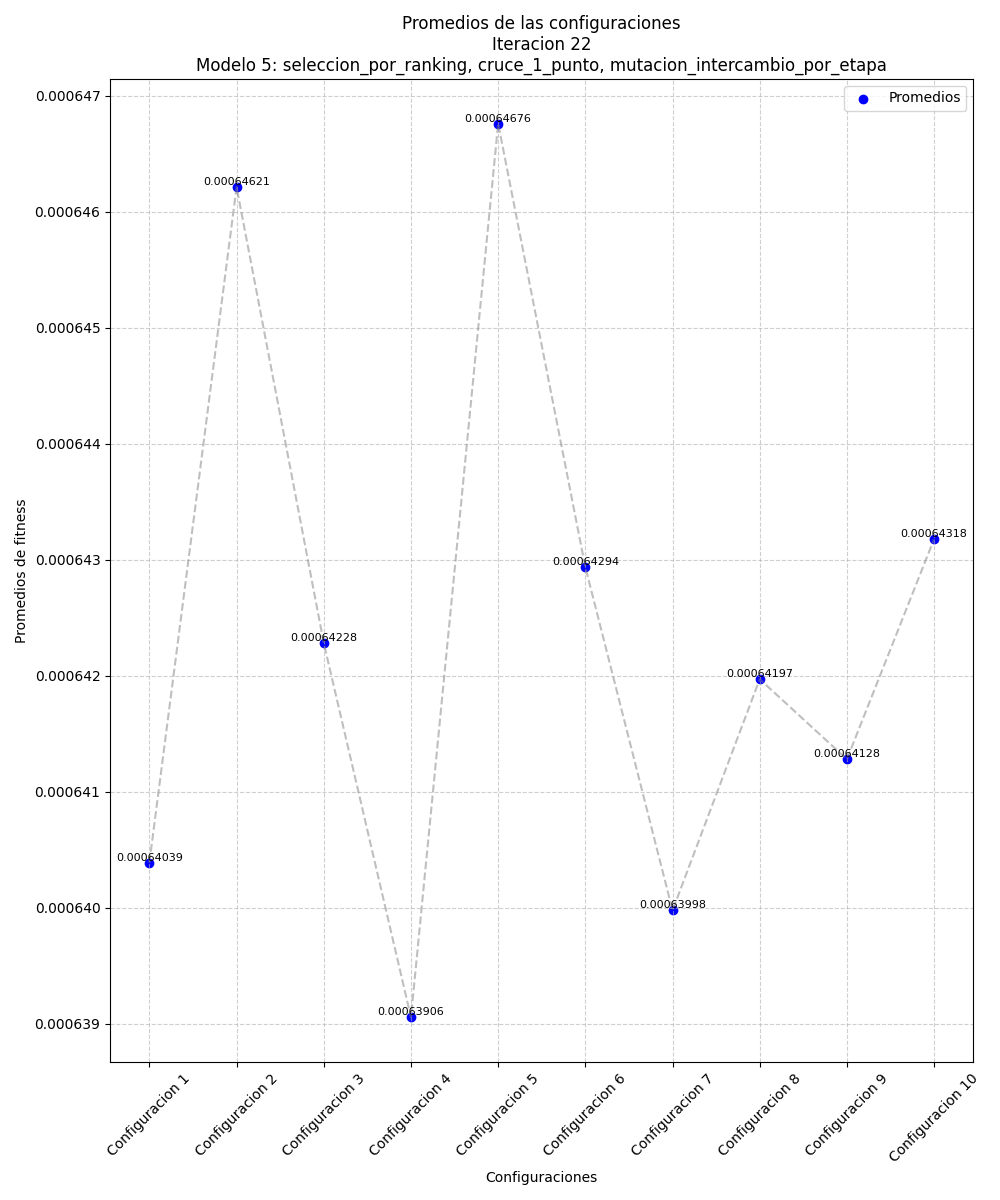 Promedios de las configuraciones
Iteracion 22
Modelo 5: seleccion_por_ranking, cruce_1_punto, mutacion_intercambio_por_etapa
Promedios
0.000647
0.000646
0.000645
0.000644
0.000643
0.000642
0.000641
0.000640
0.000639
Promedios de fitness
0.00064039
0.00064621
0.00064228
0.00063906
0.00064676
0.00064294
0.00063998
0.00064197
0.00064128
0.00064318
Configuracion 1
Configuracion 2
Configuracion 3
Configuracion 4
Configuracion 5
Configuracion 6
Configuracion 7
Configuracion 8
Configuracion 9
Configuracion 10
Configuraciones